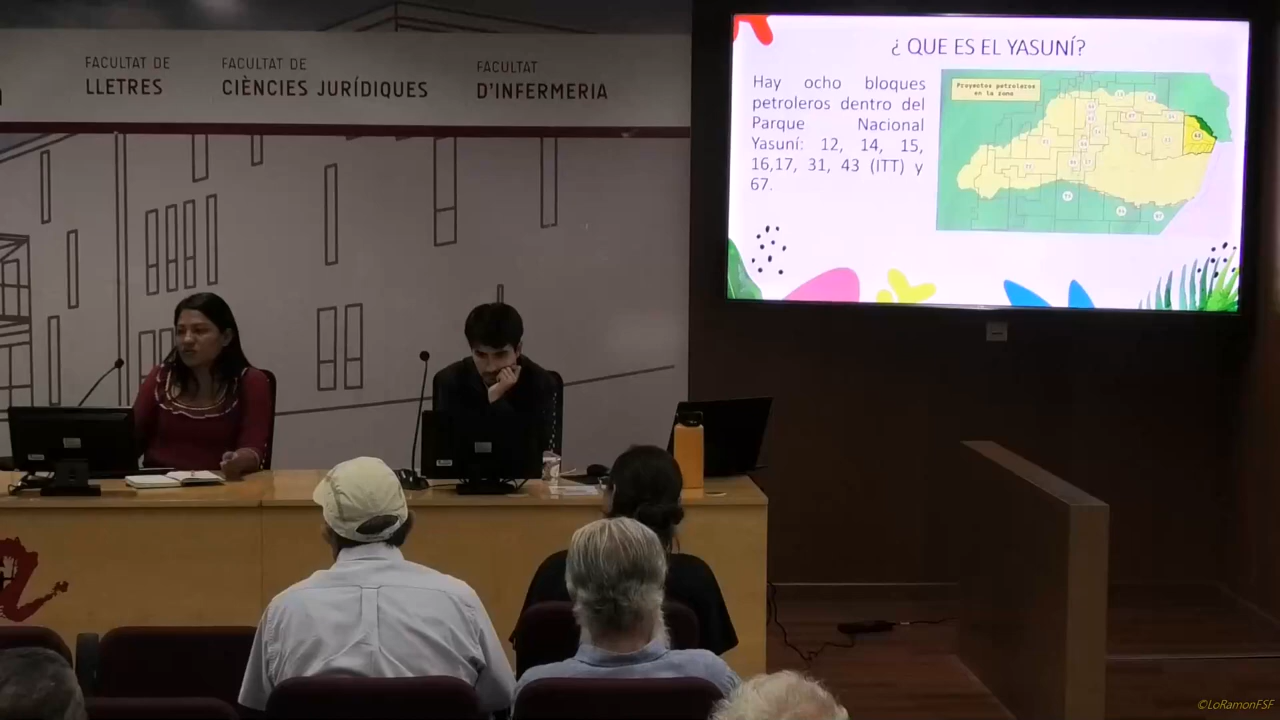 FACULTAT DE
LLETRES
FACULTAT DE
CIÈNCIES JURÍDIQUES
FACULTAT
D'INFERMERIA
¿ QUE ES EL YASUNÍ?
Hay ocho bloques
petroleros dentro del
Parque Nacional
Yasuní: 12, 14, 15,
16,17, 31, 43 (ITT) y
67.
Proyectos petroleros
en la zona
©LoRamonFSF